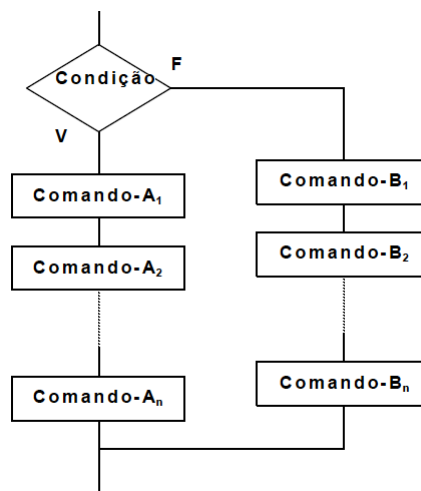 Condição
F
V
Comando-A₁
Comando-B₁
Comando-A₂
Comando-B₂
Comando-Aₙ
Comando-Bₙ